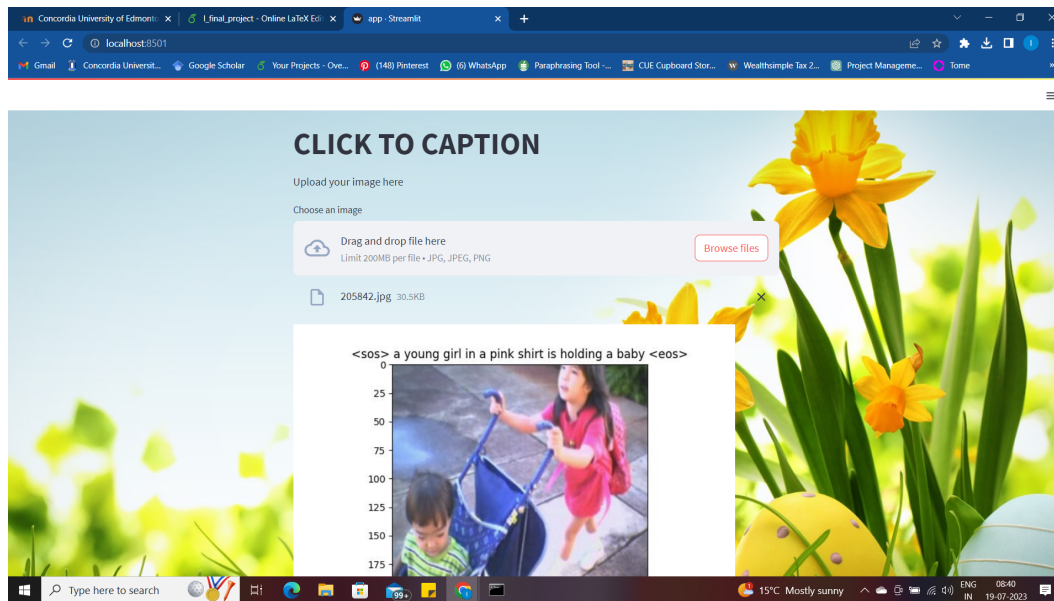 Concordia University of Edmonto
I_final_project - Online LaTeX Edit
app · Streamlit
localhost:8501
Gmail
Concordia Universit...
Google Scholar
Your Projects - Ove...
(148) Pinterest
(6) WhatsApp
Paraphrasing Tool -...
CUE Cupboard Stor...
Wealthsimple Tax 2...
Project Manageme...
Tome
CLICK TO CAPTION
Upload your image here
Choose an image
Drag and drop file here
Limit 200MB per file • JPG, JPEG, PNG
Browse files
205842.jpg 30.5KB
<sos> a young girl in a pink shirt is holding a baby <eos>
0
25
50
75
100
125
150
175
Type here to search
99+
15°C Mostly sunny
ENG
IN
08:40
19-07-2023